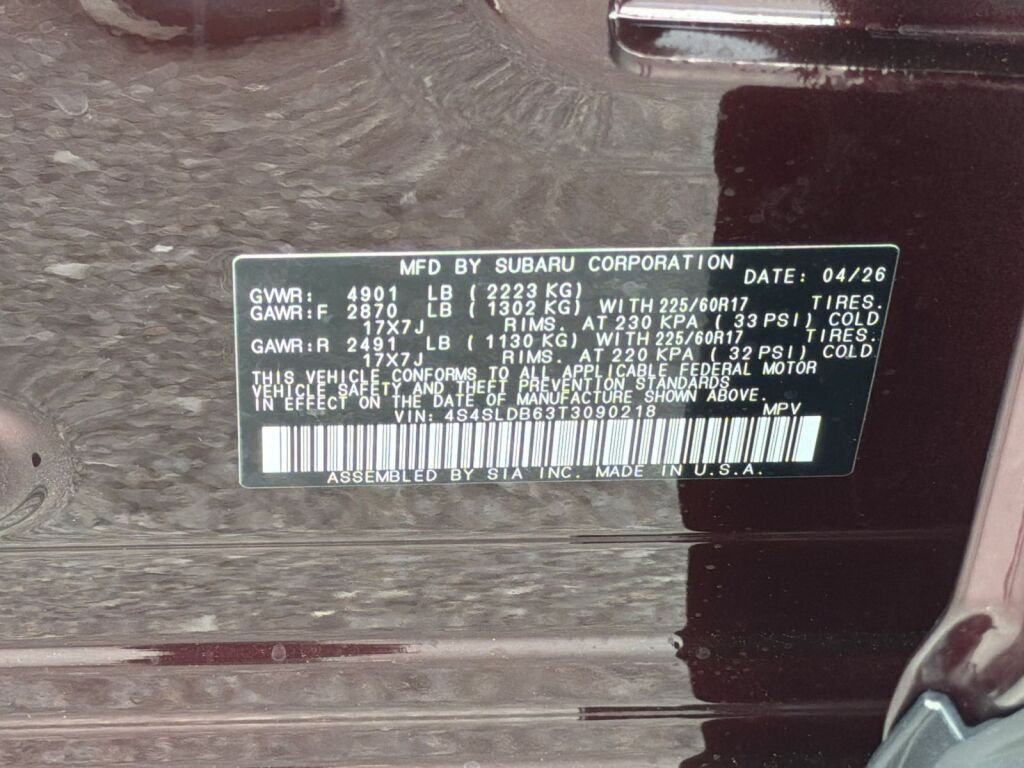 MFD BY SUBARU CORPORATION
DATE: 04/26
GVWR: 4901 LB ( 2223 KG)
GAWR:F 2870 LB ( 1302 KG) WITH 225/60R17 TIRES.
17X7J RIMS. AT 230 KPA ( 33 PSI) COLD
GAWR:R 2491 LB ( 1130 KG) WITH 225/60R17 TIRES.
17X7J RIMS. AT 220 KPA ( 32 PSI) COLD
THIS VEHICLE CONFORMS TO ALL APPLICABLE FEDERAL MOTOR
VEHICLE SAFETY AND THEFT PREVENTION STANDARDS
IN EFFECT ON THE DATE OF MANUFACTURE SHOWN ABOVE.
VIN: 4S4SLDB63T3090218 MPV
ASSEMBLED BY SIA INC. MADE IN U.S.A.